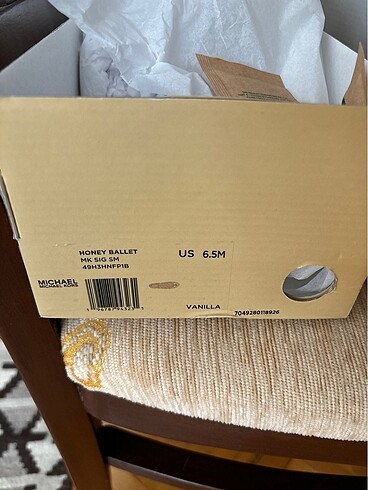 HONEY BALLET
MK SIG SM
49H3HNFP1B
US 6.5M
MICHAEL
MICHAEL KORS
VANILLA
7049280118926